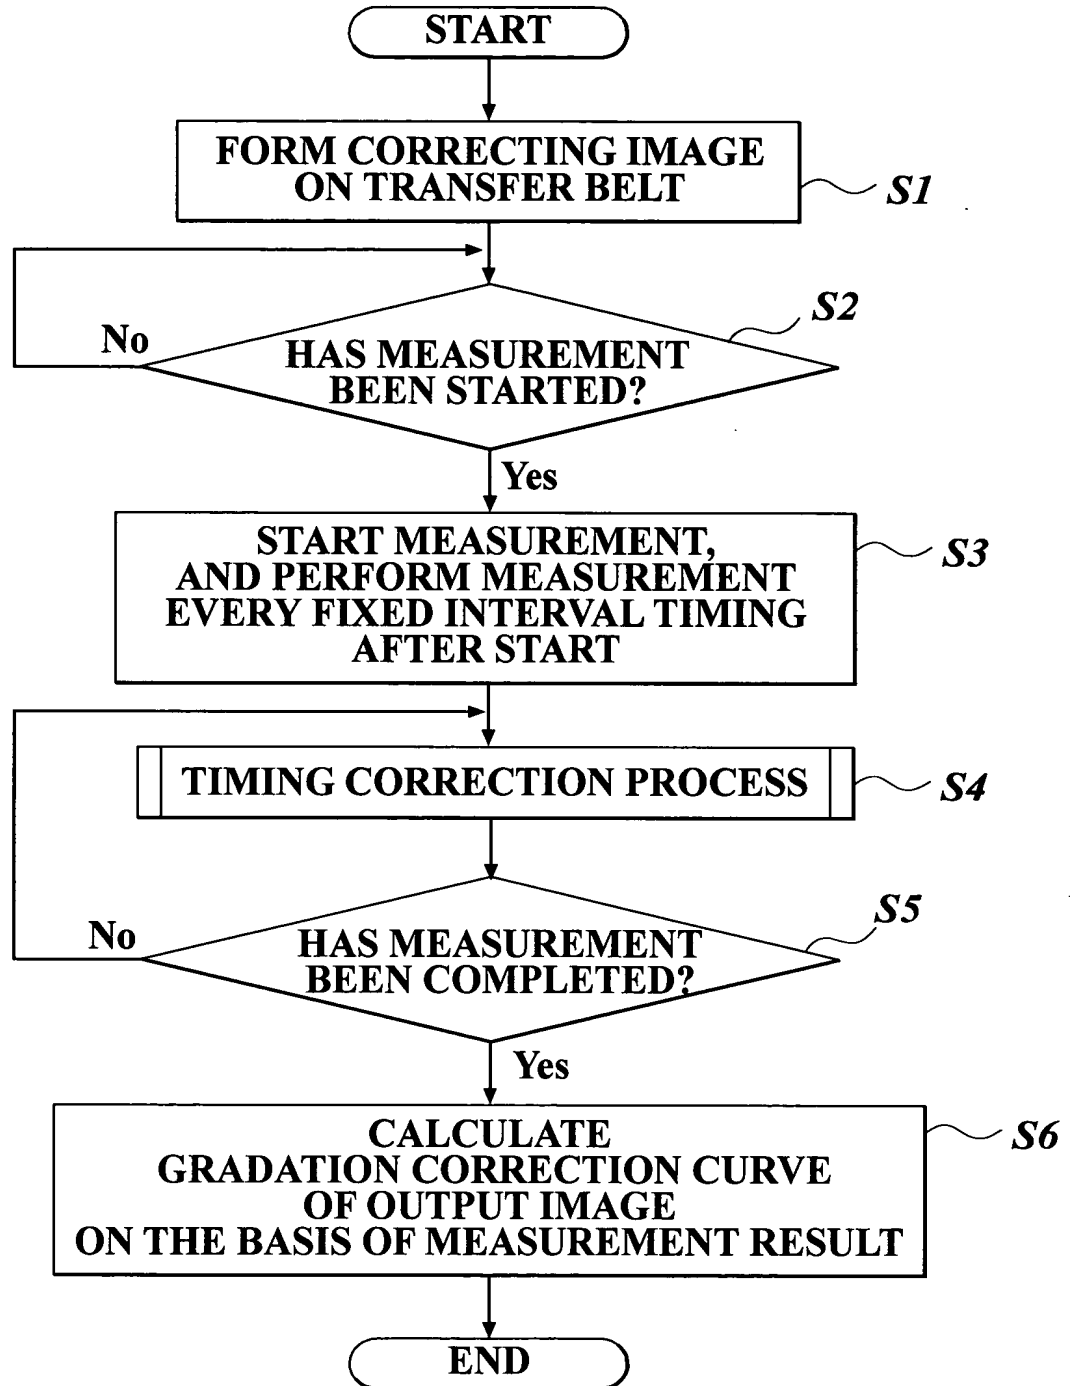 START
FORM CORRECTING IMAGE
ON TRANSFER BELT
S1
S2
No
HAS MEASUREMENT
BEEN STARTED?
Yes
START MEASUREMENT,
AND PERFORM MEASUREMENT
EVERY FIXED INTERVAL TIMING
AFTER START
S3
TIMING CORRECTION PROCESS
S4
S5
No
HAS MEASUREMENT
BEEN COMPLETED?
Yes
CALCULATE
GRADATION CORRECTION CURVE
OF OUTPUT IMAGE
ON THE BASIS OF MEASUREMENT RESULT
S6
END